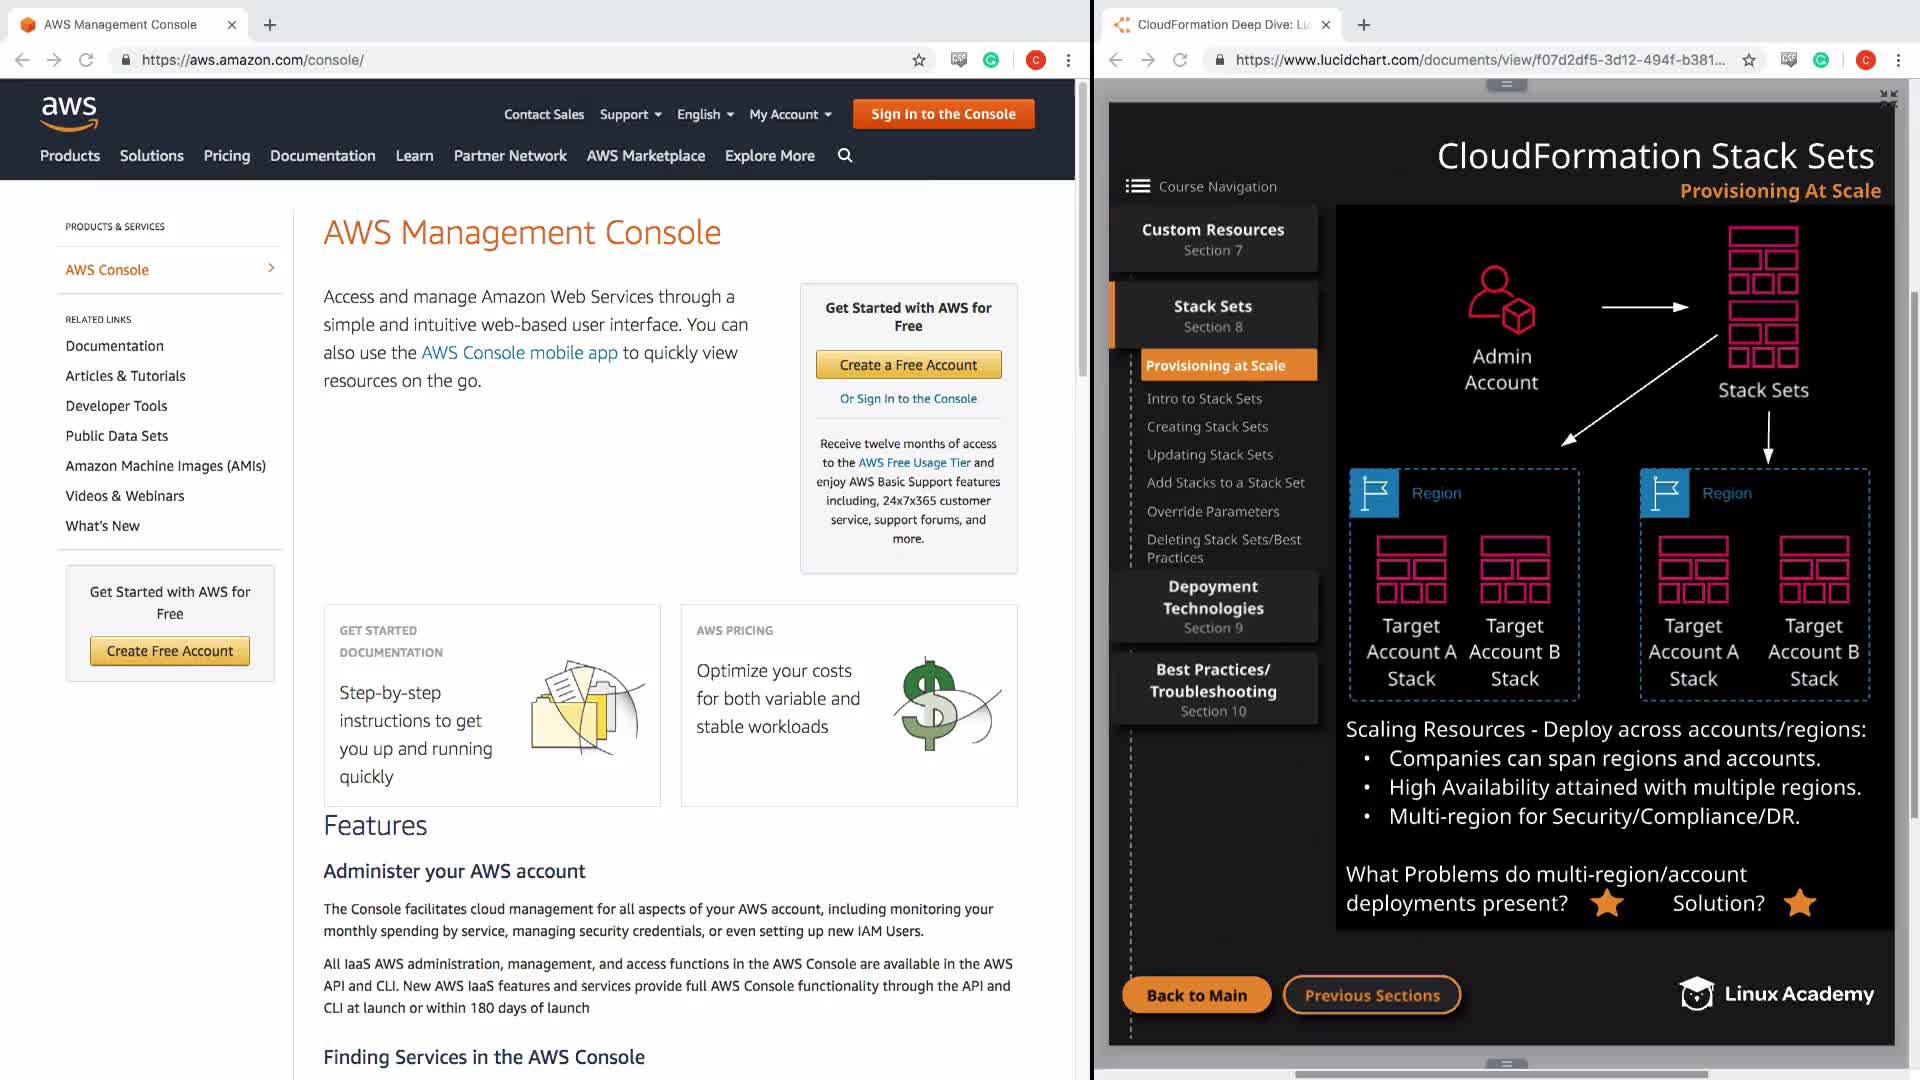 AWS Management Console
https://aws.amazon.com/console/
C
aws
Contact Sales
Support
English
My Account
Sign In to the Console
Products
Solutions
Pricing
Documentation
Learn
Partner Network
AWS Marketplace
Explore More
PRODUCTS & SERVICES
AWS Console
RELATED LINKS
Documentation
Articles & Tutorials
Developer Tools
Public Data Sets
Amazon Machine Images (AMIs)
Videos & Webinars
What's New
Get Started with AWS for
Free
Create Free Account
AWS Management Console
Access and manage Amazon Web Services through a
simple and intuitive web-based user interface. You can
also use the AWS Console mobile app to quickly view
resources on the go.
Get Started with AWS for
Free
Create a Free Account
Or Sign In to the Console
Receive twelve months of access
to the AWS Free Usage Tier and
enjoy AWS Basic Support features
including, 24x7x365 customer
service, support forums, and
more.
GET STARTED
DOCUMENTATION
Step-by-step
instructions to get
you up and running
quickly
AWS PRICING
Optimize your costs
for both variable and
stable workloads
Features
Administer your AWS account
The Console facilitates cloud management for all aspects of your AWS account, including monitoring your
monthly spending by service, managing security credentials, or even setting up new IAM Users.
All IaaS AWS administration, management, and access functions in the AWS Console are available in the AWS
API and CLI. New AWS IaaS features and services provide full AWS Console functionality through the API and
CLI at launch or within 180 days of launch
Finding Services in the AWS Console
CloudFormation Deep Dive: Li
https://www.lucidchart.com/documents/view/f07d2df5-3d12-494f-b381...
C
CloudFormation Stack Sets
Provisioning At Scale
Course Navigation
Custom Resources
Section 7
Stack Sets
Section 8
Provisioning at Scale
Intro to Stack Sets
Creating Stack Sets
Updating Stack Sets
Add Stacks to a Stack Set
Override Parameters
Deleting Stack Sets/Best
Practices
Depoyment
Technologies
Section 9
Best Practices/
Troubleshooting
Section 10
Admin
Account
Stack Sets
Region
Target
Account A
Stack
Target
Account B
Stack
Region
Target
Account A
Stack
Target
Account B
Stack
Scaling Resources - Deploy across accounts/regions:
• Companies can span regions and accounts.
• High Availability attained with multiple regions.
• Multi-region for Security/Compliance/DR.
What Problems do multi-region/account
deployments present? Solution?
Back to Main
Previous Sections
Linux Academy